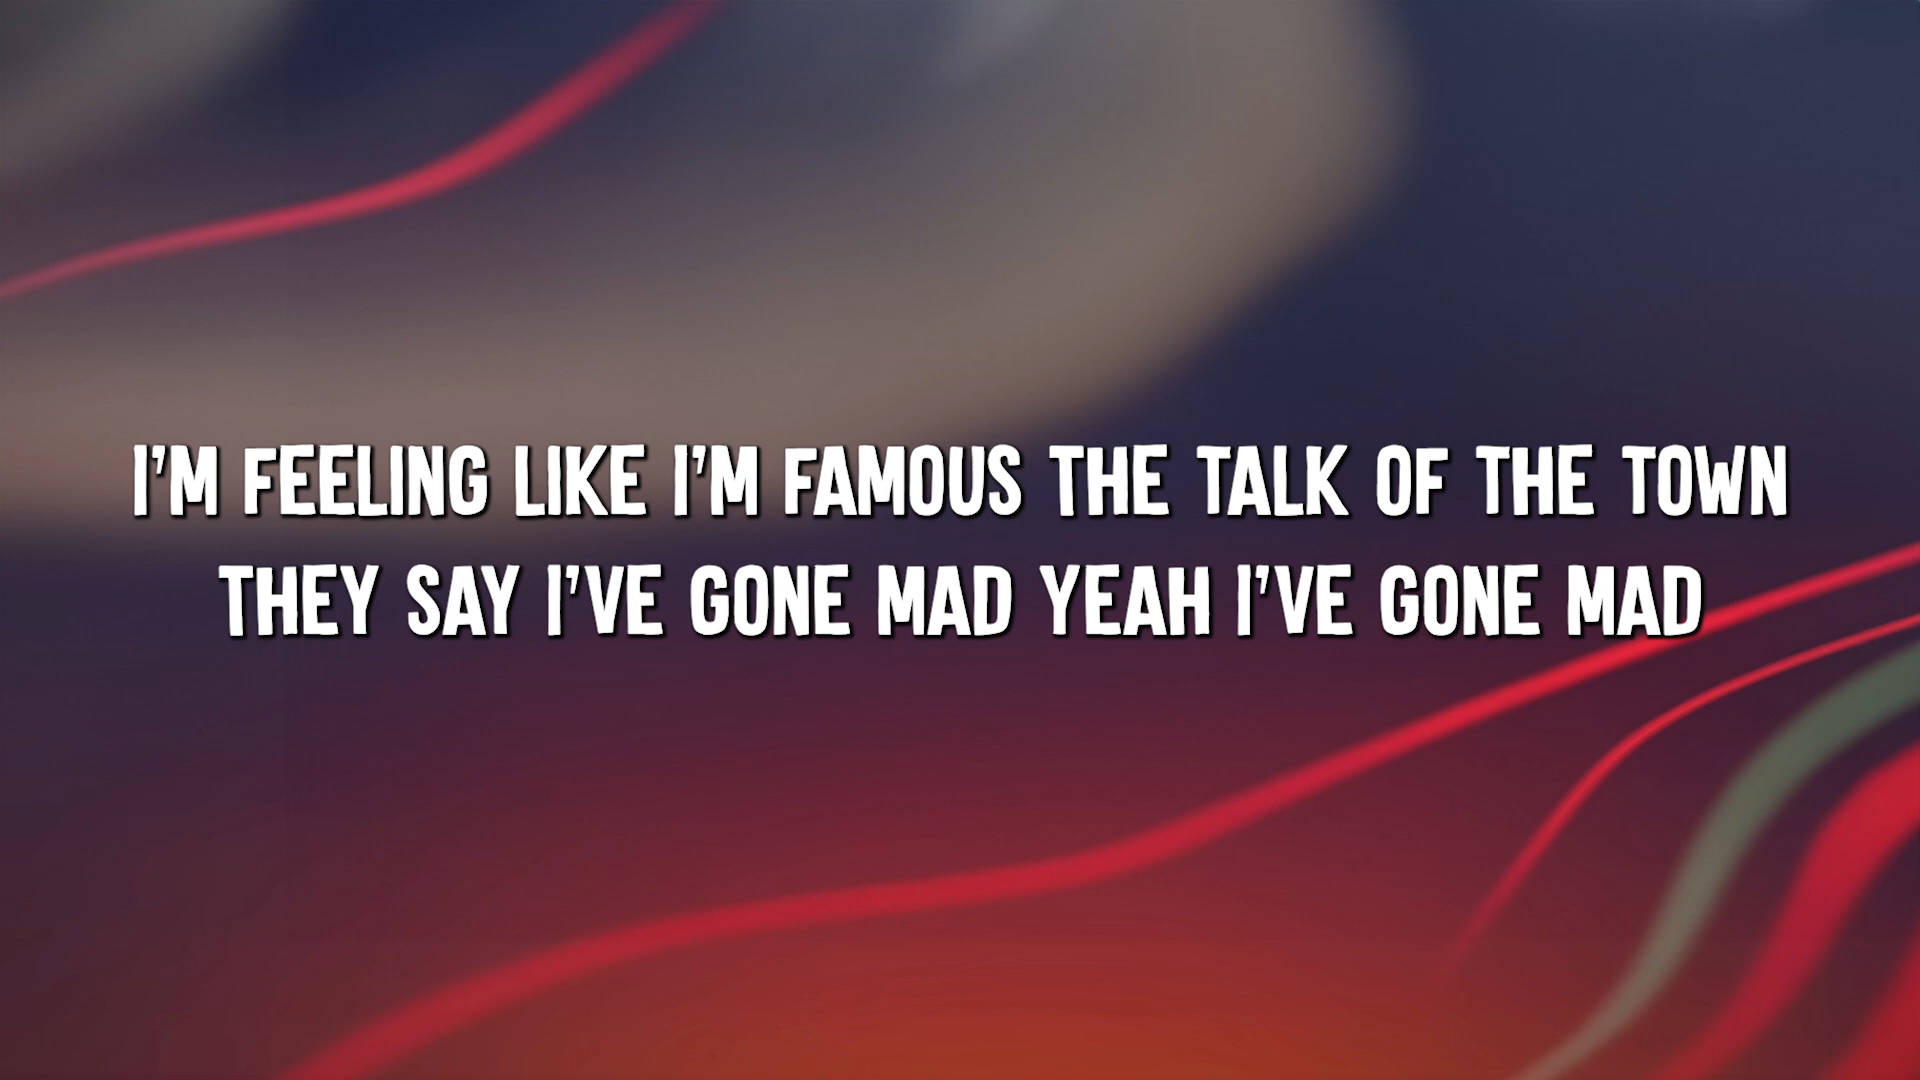 I'M FEELING LIKE I'M FAMOUS THE TALK OF THE TOWN
THEY SAY I'VE GONE MAD YEAH I'VE GONE MAD